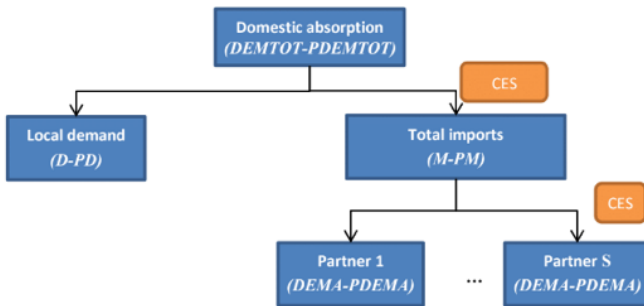 Domestic absorption
(DEMTOT-PDEMTOT)
CES
Local demand
(D-PD)
Total imports
(M-PM)
CES
Partner 1
(DEMA-PDEMA)
...
Partner S
(DEMA-PDEMA)